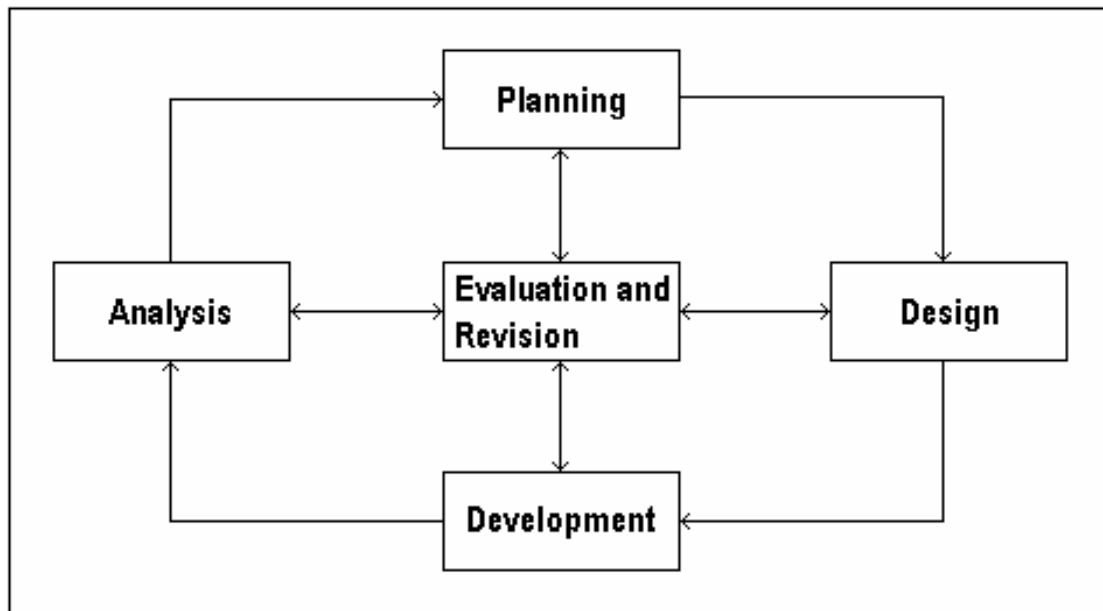 Planning
Analysis
Evaluation and
Revision
Design
Development